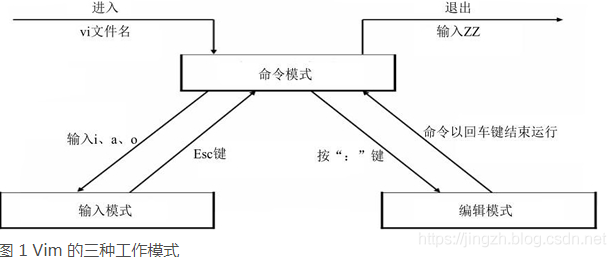 进入
退出
vi文件名
输入ZZ
命令模式
输入i、a、o
Esc键
按“：”键
命令以回车键结束运行
输入模式
编辑模式
https://jingzh.blog.csdn.net
图 1 Vim 的三种工作模式